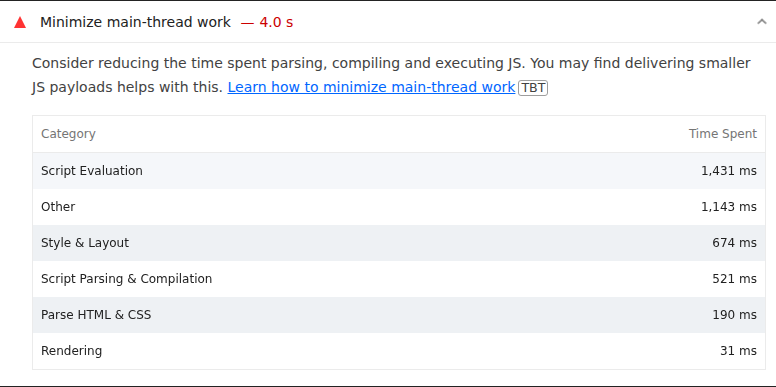 Minimize main-thread work — 4.0 s
Consider reducing the time spent parsing, compiling and executing JS. You may find delivering smaller
JS payloads helps with this. Learn how to minimize main-thread work TBT
Category Time Spent
Script Evaluation 1,431 ms
Other 1,143 ms
Style & Layout 674 ms
Script Parsing & Compilation 521 ms
Parse HTML & CSS 190 ms
Rendering 31 ms